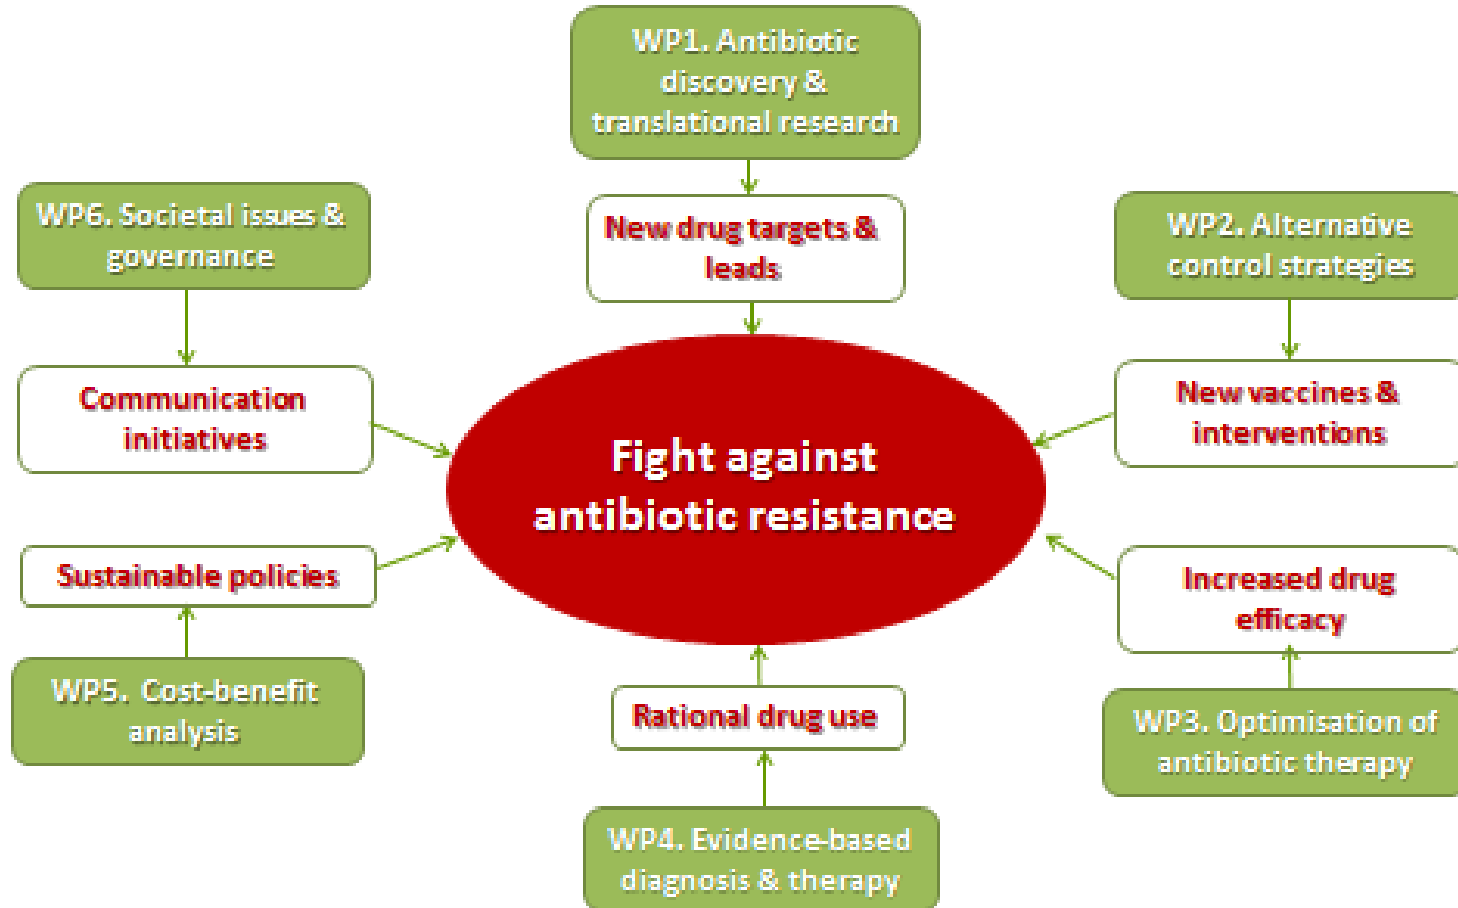 WP1. Antibiotic
discovery &
translational research
New drug targets &
leads
WP2. Alternative
control strategies
New vaccines &
interventions
Increased drug
efficacy
WP3. Optimisation of
antibiotic therapy
Rational drug use
WP4. Evidence-based
diagnosis & therapy
Sustainable policies
WP5. Cost-benefit
analysis
WP6. Societal issues &
governance
Communication
initiatives
Fight against
antibiotic resistance